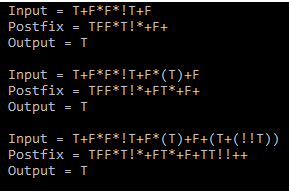 Input = T+F*F*!T+F
Postfix = TFF*T!*+F+
Output = T
Input = T+F*F*!T+F*(T)+F
Postfix = TFF*T!*+FT*+F+
Output = T
Input = T+F*F*!T+F*(T)+F+(T+(!!T))
Postfix = TFF*T!*+FT*+F+TT!!++
Output = T